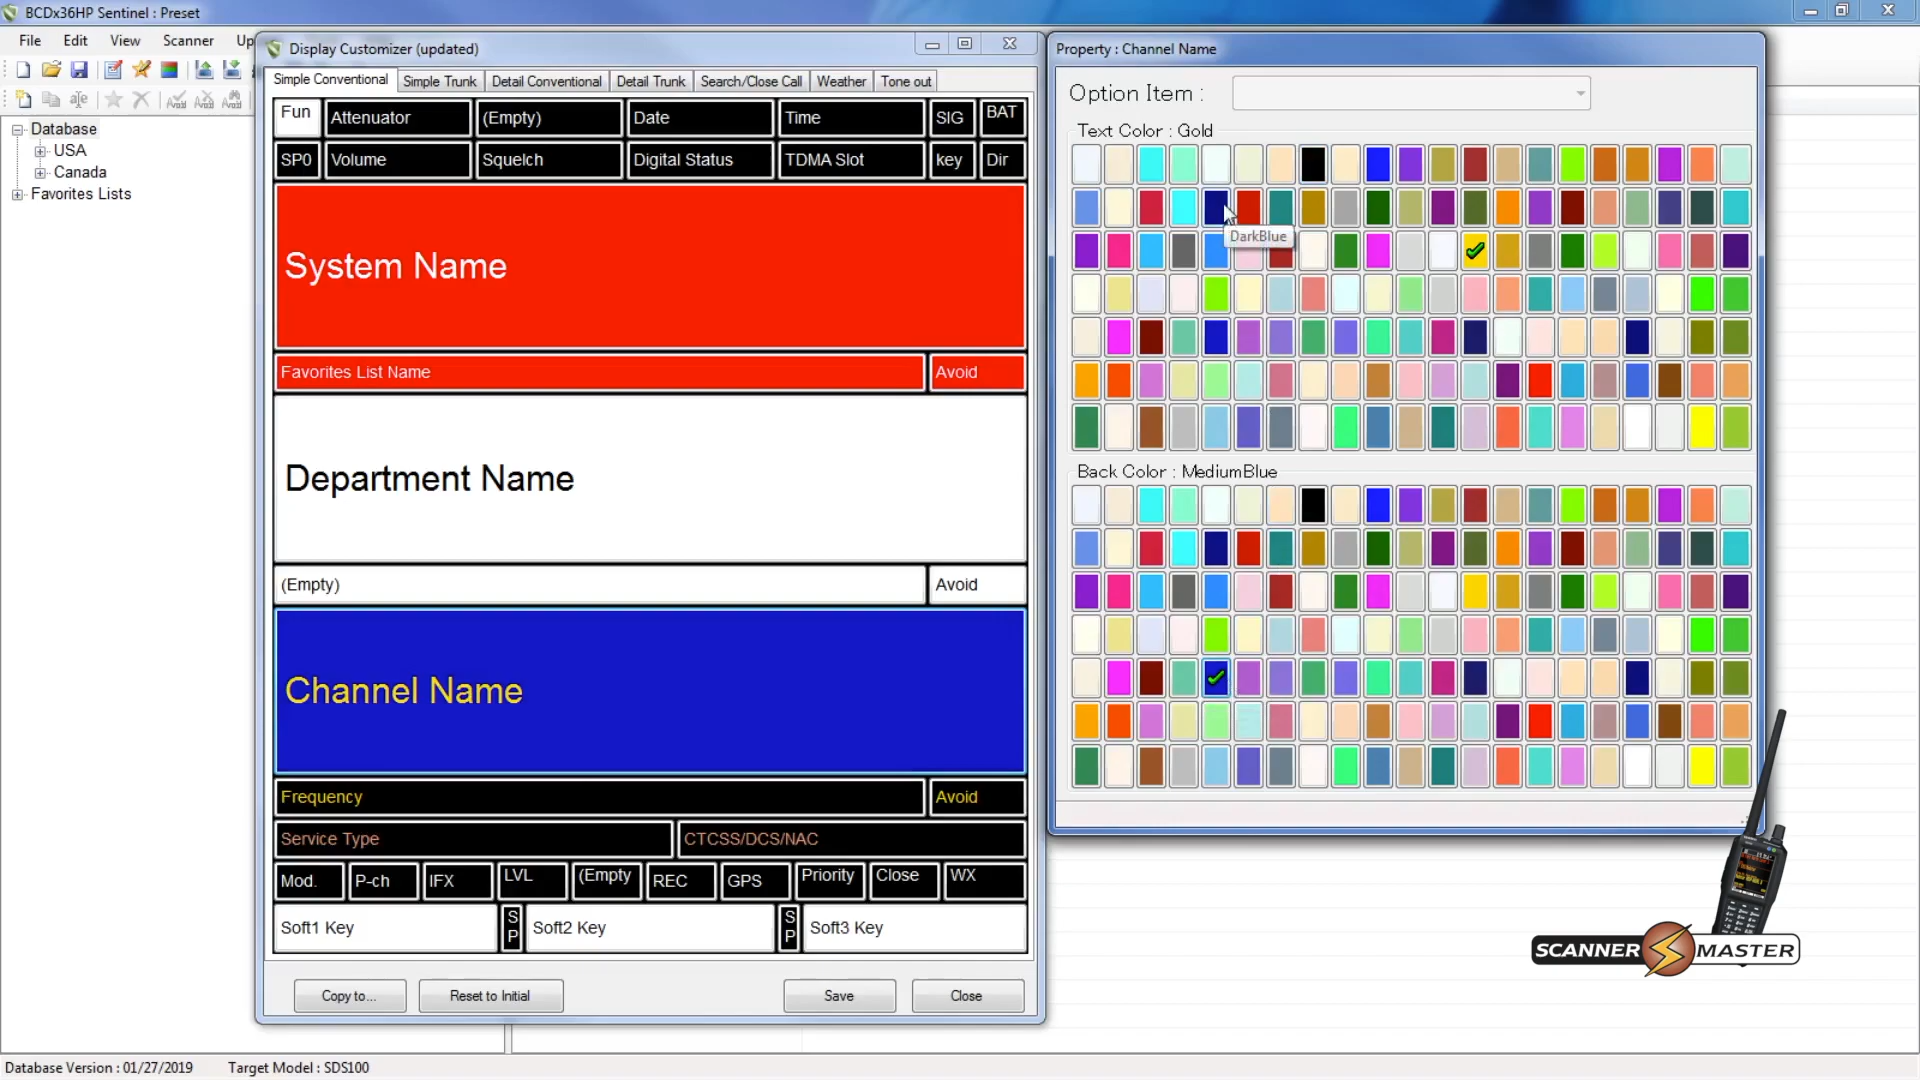 BCDx36HP Sentinel : Preset
File Edit View Scanner Up
Database
USA
Canada
Favorites Lists
Display Customizer (updated)
Simple Conventional Simple Trunk Detail Conventional Detail Trunk Search/Close Call Weather Tone out
Fun Attenuator (Empty) Date Time SIG BAT
SP0 Volume Squelch Digital Status TDMA Slot key Dir
System Name
Favorites List Name Avoid
Department Name
(Empty) Avoid
Channel Name
Frequency Avoid
Service Type CTCSS/DCS/NAC
Mod. P-ch IFX LVL (Empty REC GPS Priority Close WX
Soft1 Key S P Soft2 Key S P Soft3 Key
Copy to... Reset to Initial Save Close
Property : Channel Name
Option Item :
Text Color : Gold
DarkBlue
Back Color : MediumBlue
SCANNER MASTER
Database Version : 01/27/2019 Target Model : SDS100